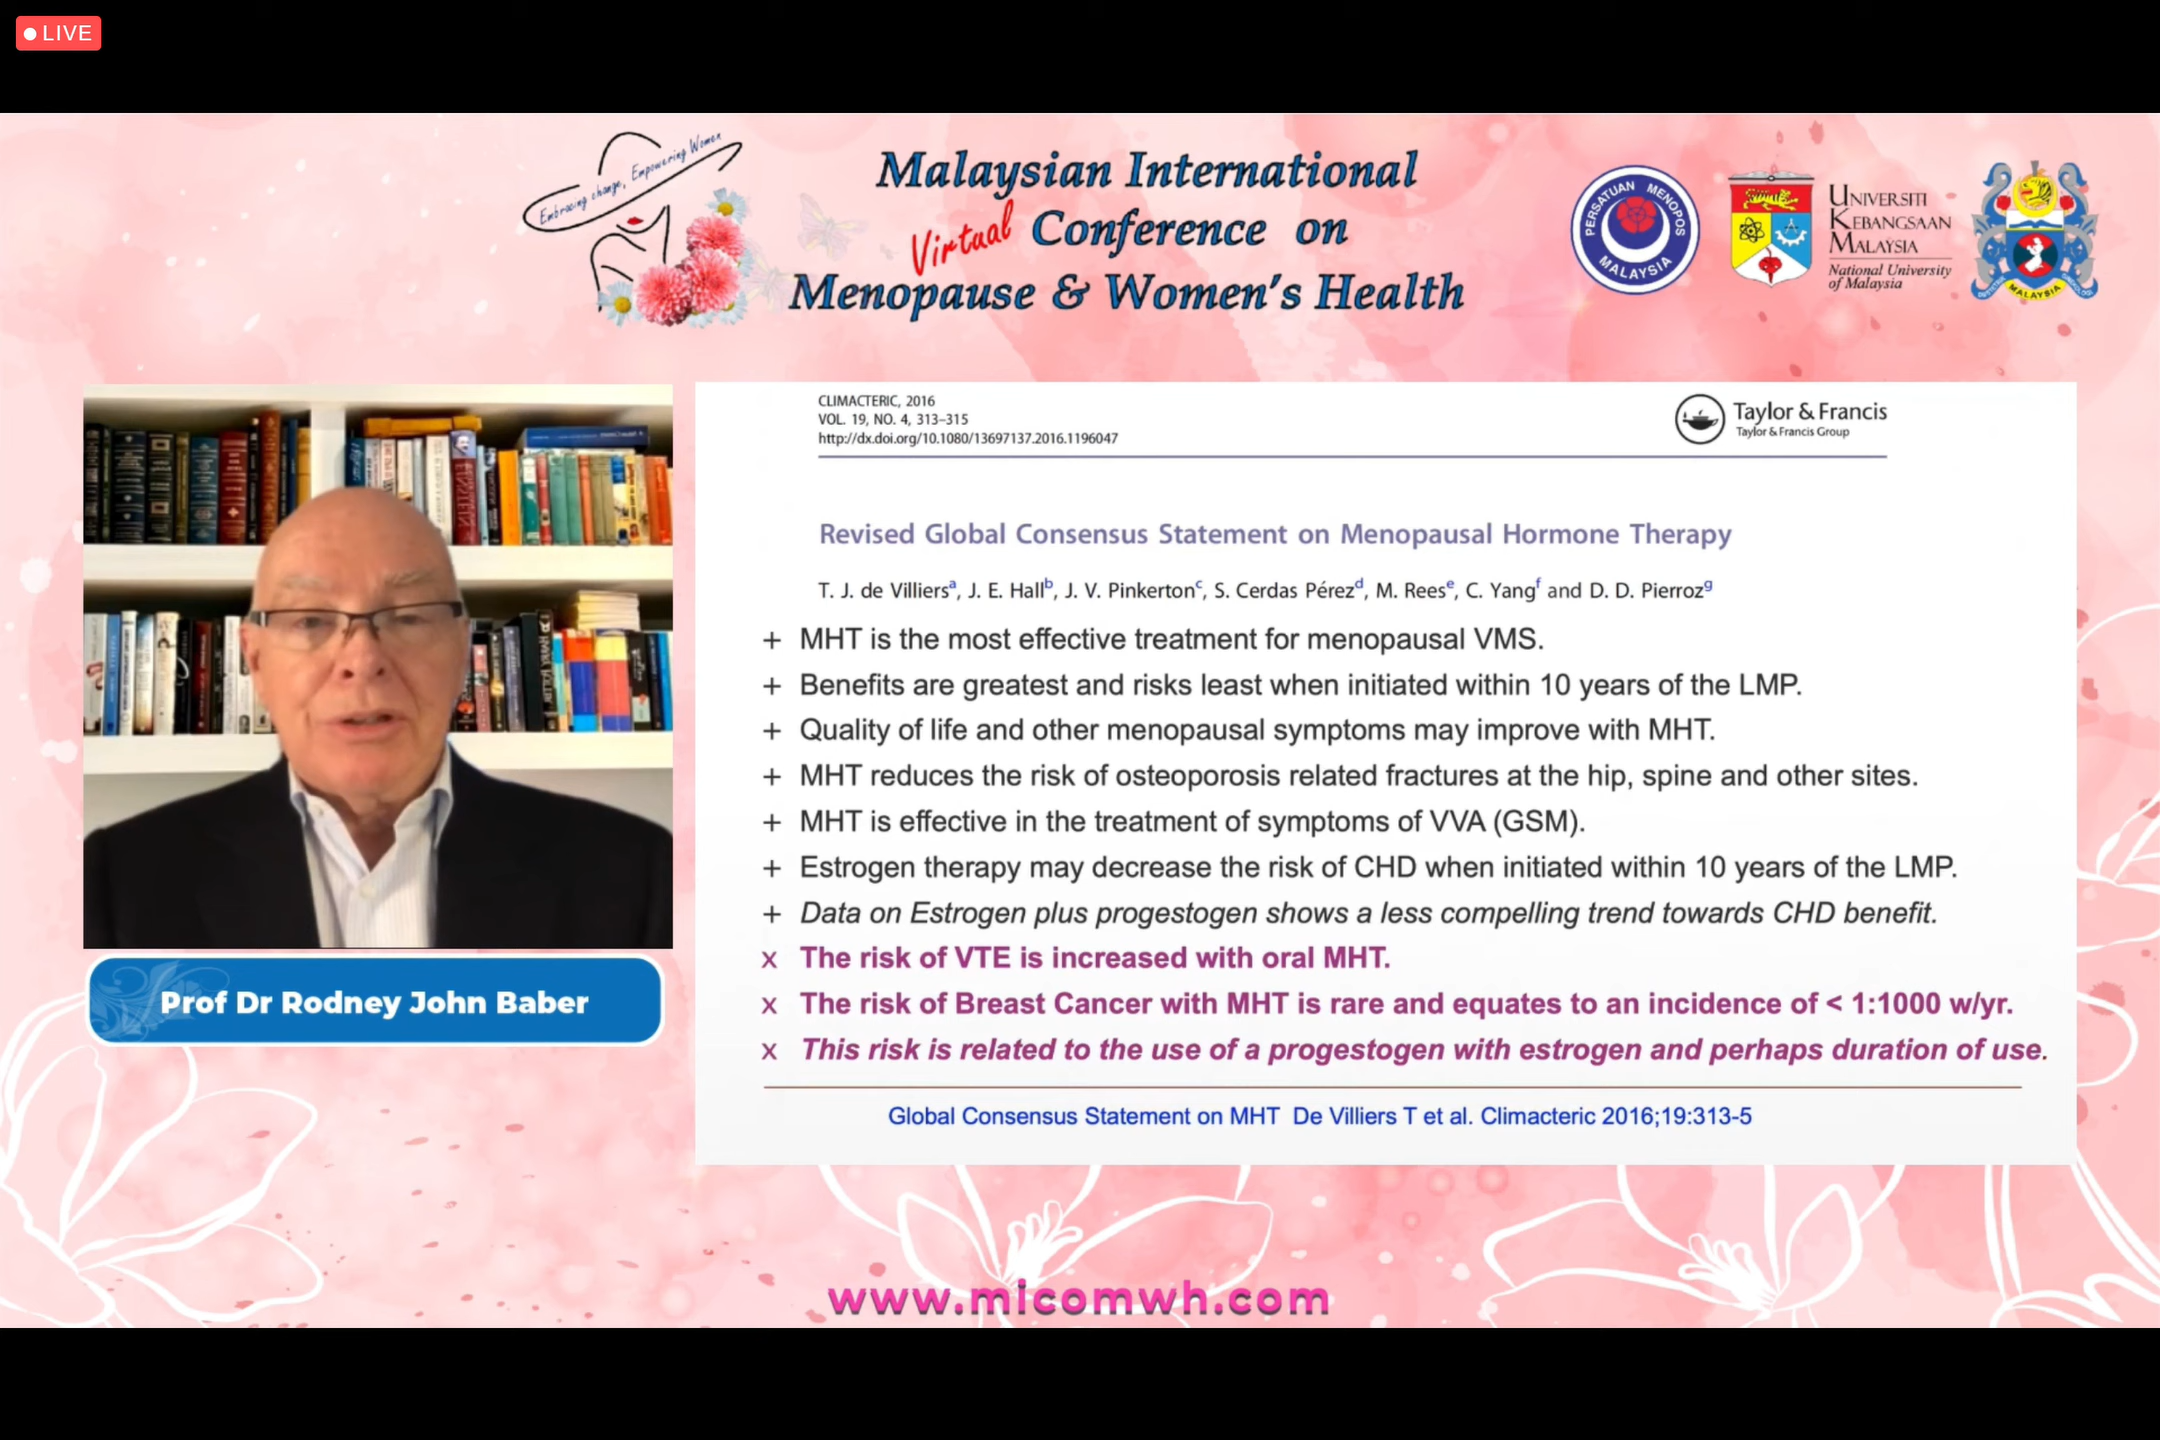 LIVE
Embracing change, Empowering Women
Malaysian International
Virtual Conference on
Menopause & Women's Health
PERSATUAN MENOPOS
MALAYSIA
UNIVERSITI
KEBANGSAAN
MALAYSIA
National University
of Malaysia
MALAYSIA
CLIMACTERIC, 2016
VOL. 19, NO. 4, 313–315
http://dx.doi.org/10.1080/13697137.2016.1196047
Taylor & Francis
Taylor & Francis Group
Revised Global Consensus Statement on Menopausal Hormone Therapy
T. J. de Villiersa, J. E. Hallb, J. V. Pinkertonc, S. Cerdas Pérezd, M. Reese, C. Yangf and D. D. Pierrozg
+ MHT is the most effective treatment for menopausal VMS.
+ Benefits are greatest and risks least when initiated within 10 years of the LMP.
+ Quality of life and other menopausal symptoms may improve with MHT.
+ MHT reduces the risk of osteoporosis related fractures at the hip, spine and other sites.
+ MHT is effective in the treatment of symptoms of VVA (GSM).
+ Estrogen therapy may decrease the risk of CHD when initiated within 10 years of the LMP.
+ Data on Estrogen plus progestogen shows a less compelling trend towards CHD benefit.
x The risk of VTE is increased with oral MHT.
x The risk of Breast Cancer with MHT is rare and equates to an incidence of < 1:1000 w/yr.
x This risk is related to the use of a progestogen with estrogen and perhaps duration of use.
Global Consensus Statement on MHT De Villiers T et al. Climacteric 2016;19:313-5
Prof Dr Rodney John Baber
www.micomwh.com